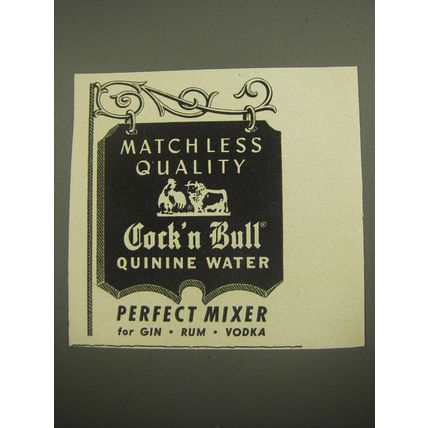 MATCHLESS
QUALITY
Cock'n Bull®
QUININE WATER
PERFECT MIXER
for GIN • RUM • VODKA